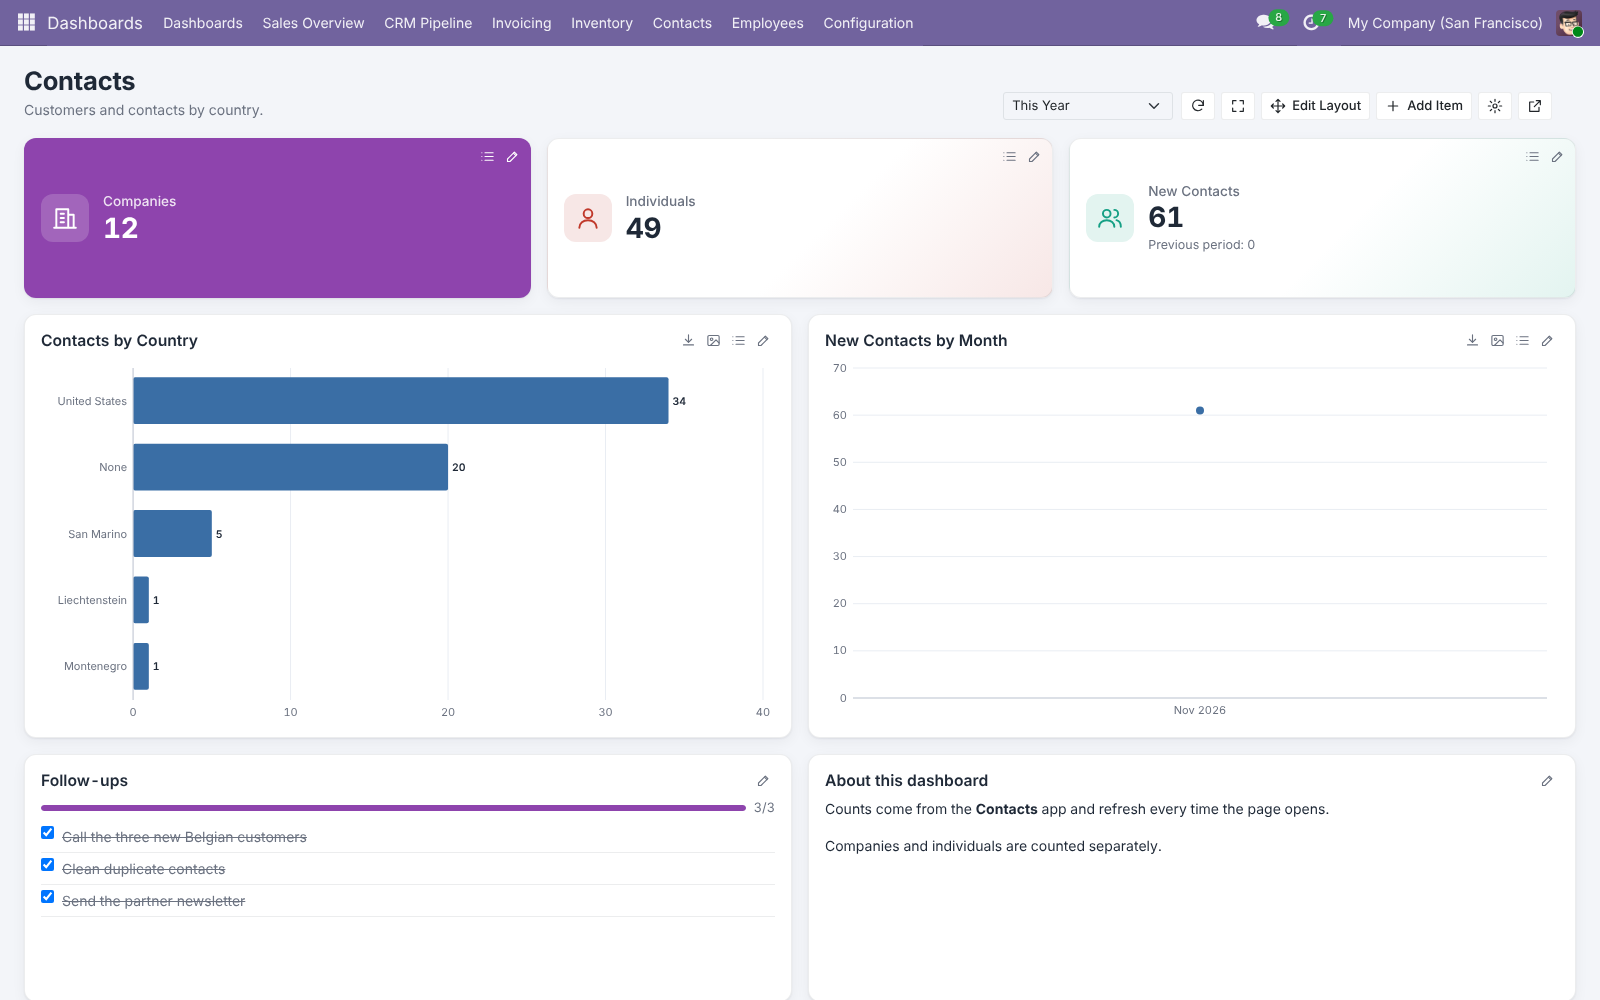 Dashboards Dashboards Sales Overview CRM Pipeline Invoicing Inventory Contacts Employees Configuration 8 7 My Company (San Francisco)
Contacts
Customers and contacts by country.
This Year Edit Layout Add Item
Companies
12
Individuals
49
New Contacts
61
Previous period: 0
Contacts by Country
United States 34
None 20
San Marino 5
Liechtenstein 1
Montenegro 1
0 10 20 30 40
New Contacts by Month
70
60
50
40
30
20
10
0
Nov 2026
Follow-ups
3/3
Call the three new Belgian customers
Clean duplicate contacts
Send the partner newsletter
About this dashboard
Counts come from the Contacts app and refresh every time the page opens.
Companies and individuals are counted separately.